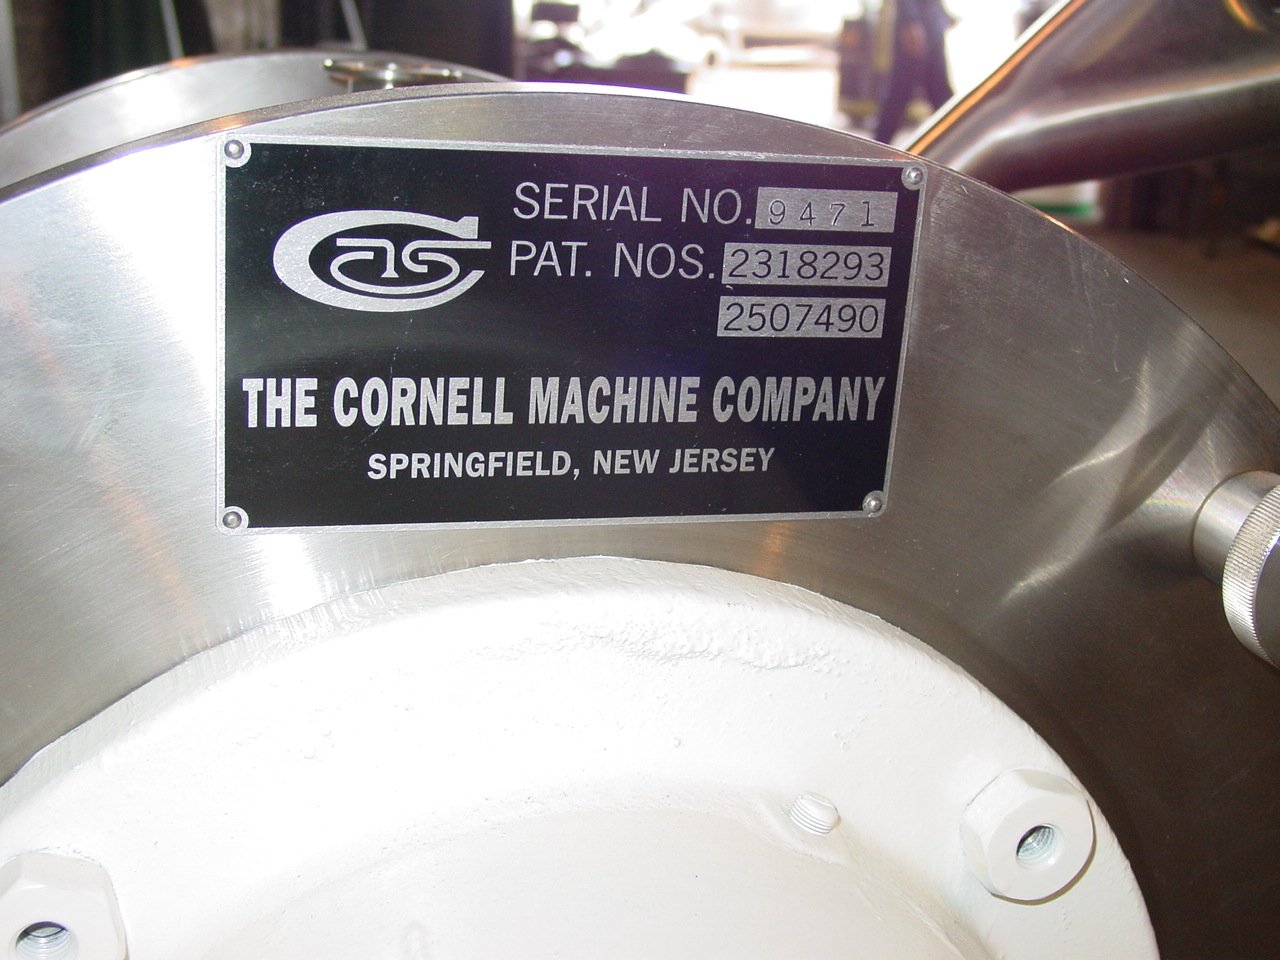 SERIAL NO. 9471
PAT. NOS. 2318293
2507490
THE CORNELL MACHINE COMPANY
SPRINGFIELD, NEW JERSEY